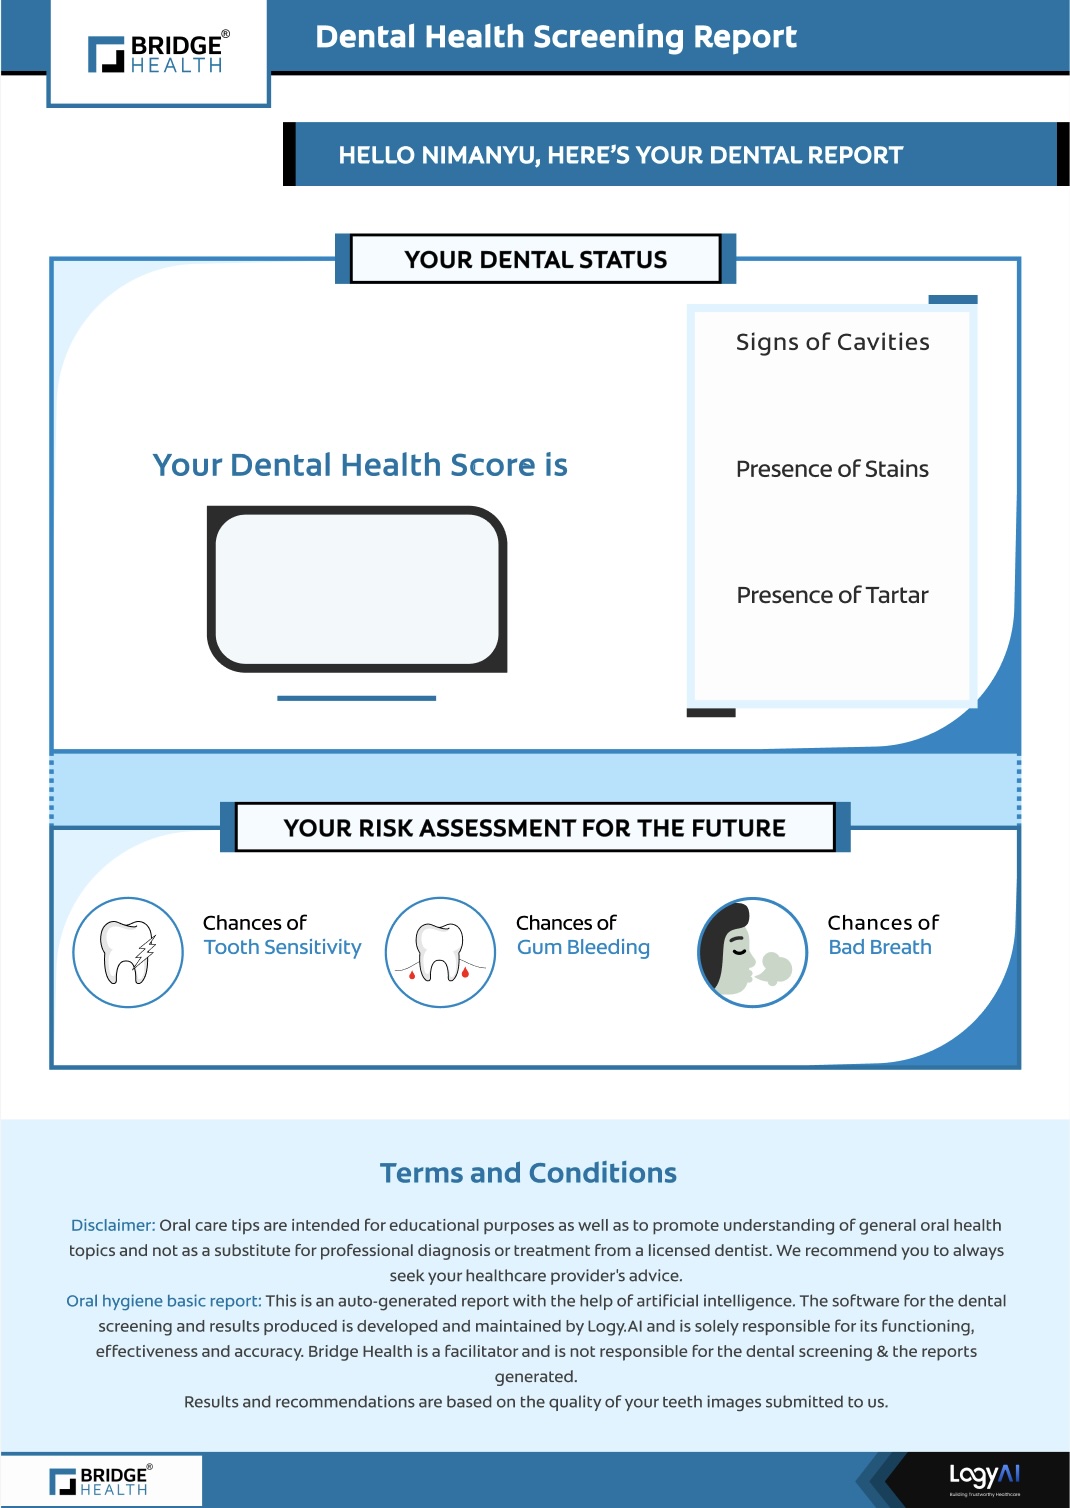 BRIDGE®
HEALTH
Dental Health Screening Report
HELLO NIMANYU, HERE'S YOUR DENTAL REPORT
YOUR DENTAL STATUS
Your Dental Health Score is
Signs of Cavities
Presence of Stains
Presence of Tartar
YOUR RISK ASSESSMENT FOR THE FUTURE
Chances of
Tooth Sensitivity
Chances of
Gum Bleeding
Chances of
Bad Breath
Terms and Conditions
Disclaimer: Oral care tips are intended for educational purposes as well as to promote understanding of general oral health
topics and not as a substitute for professional diagnosis or treatment from a licensed dentist. We recommend you to always
seek your healthcare provider's advice.
Oral hygiene basic report: This is an auto-generated report with the help of artificial intelligence. The software for the dental
screening and results produced is developed and maintained by Logy.AI and is solely responsible for its functioning,
effectiveness and accuracy. Bridge Health is a facilitator and is not responsible for the dental screening & the reports
generated.
Results and recommendations are based on the quality of your teeth images submitted to us.
BRIDGE®
HEALTH
LogyAI
Building Trustworthy Healthcare